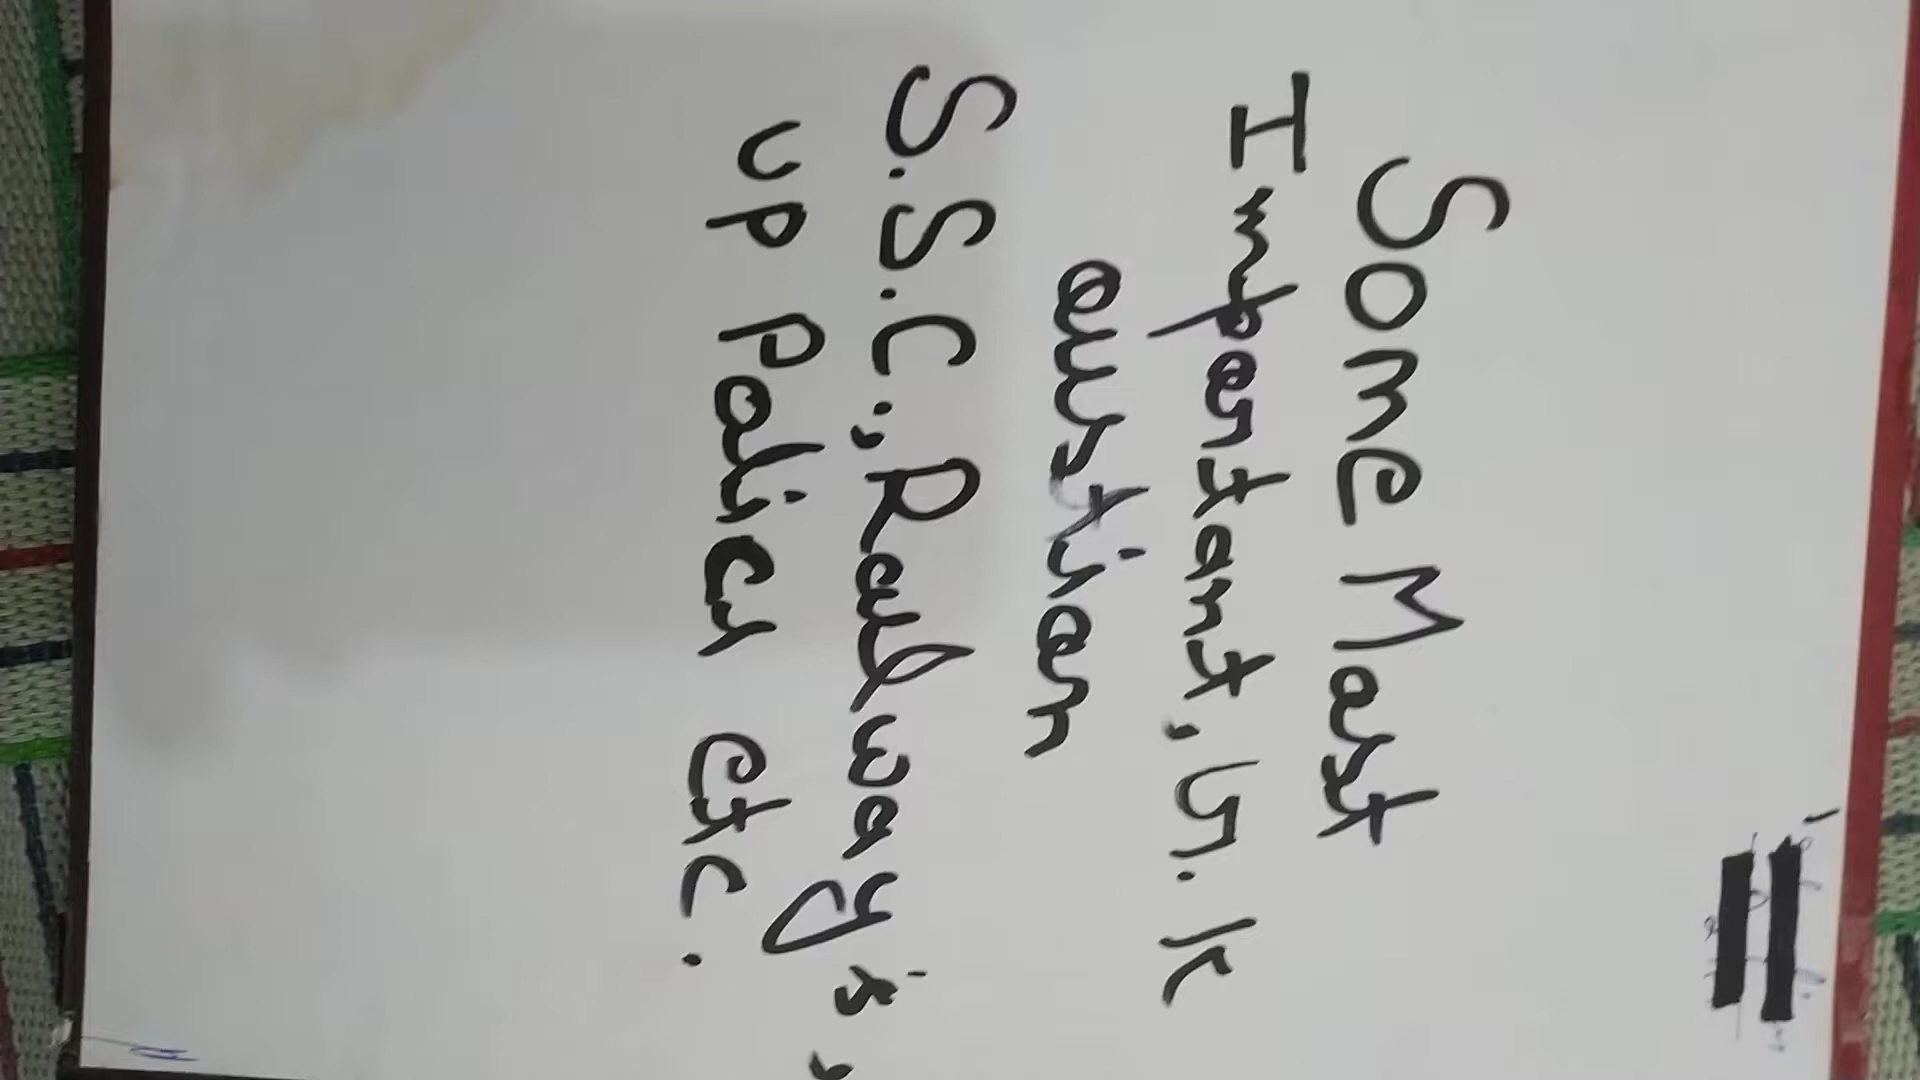 Some Most
Important, G.K
Question
S.S.C., Railway's,
UP Police etc.